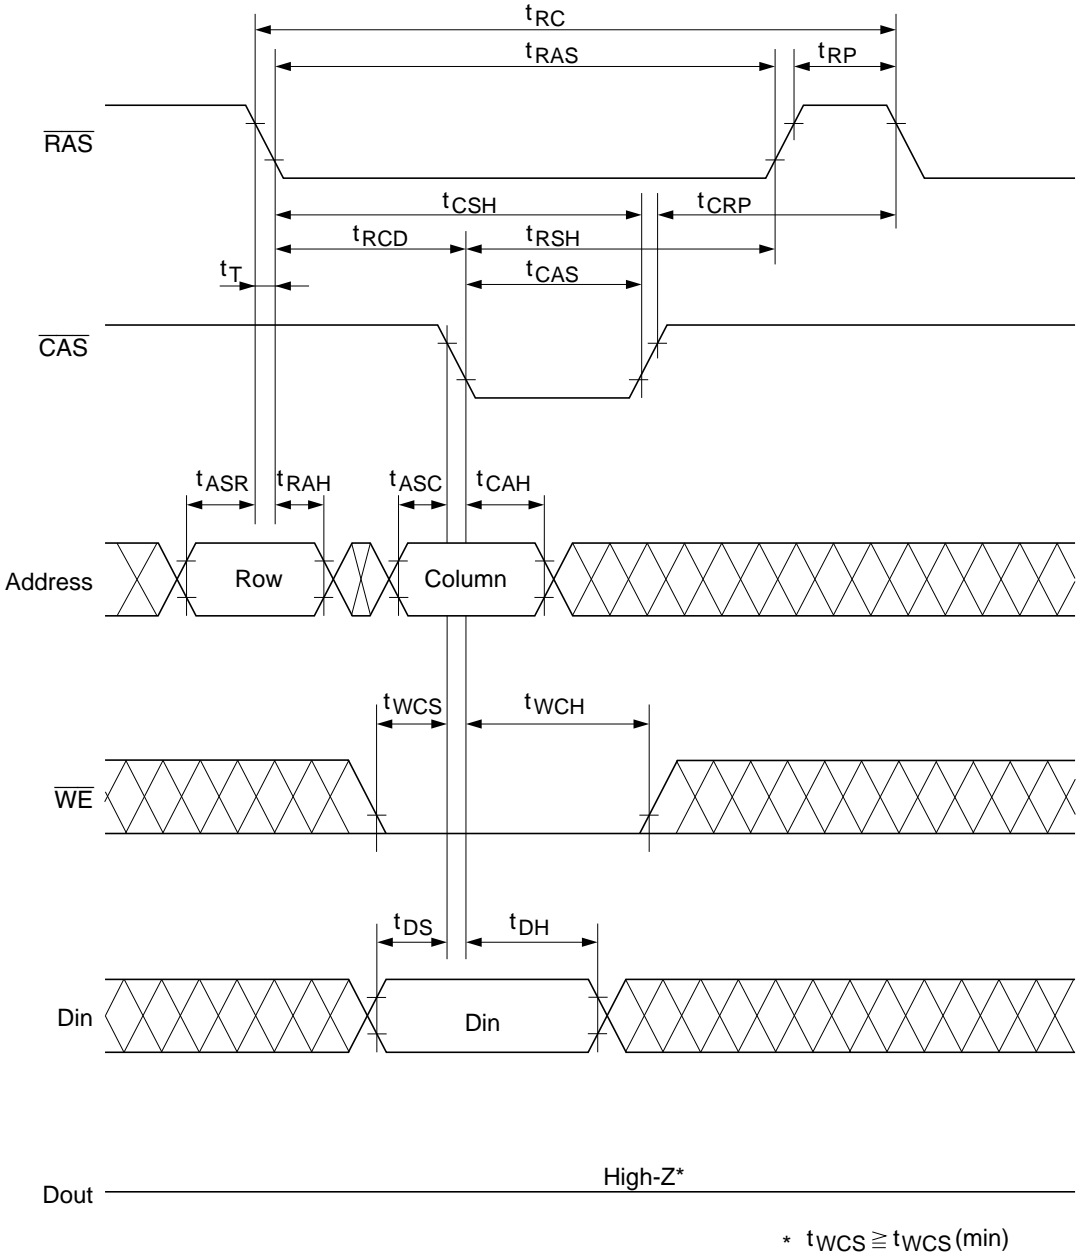 tRC
tRAS
tRP
RAS
tCSH
tCRP
tRCD
tRSH
tT
tCAS
CAS
tASR
tRAH
tASC
tCAH
Address
Row
Column
tWCS
tWCH
WE
tDS
tDH
Din
Din
High-Z*
Dout
* tWCS ≧ tWCS(min)